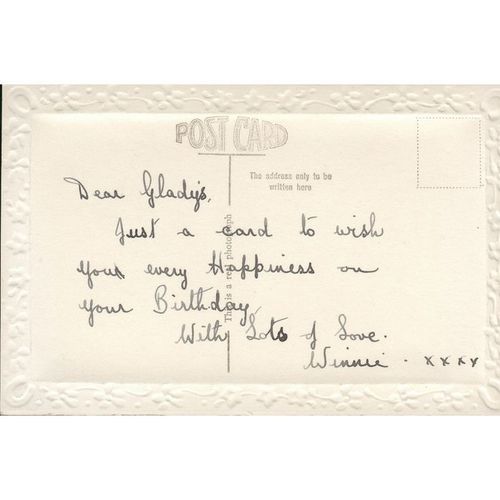 POST CARD
The address only to be
written here
This is a real photograph
Dear Gladys,
Just a card to wish
your every Happiness on
your Birthday,
With Lots of Love.
Winnie. xxxx